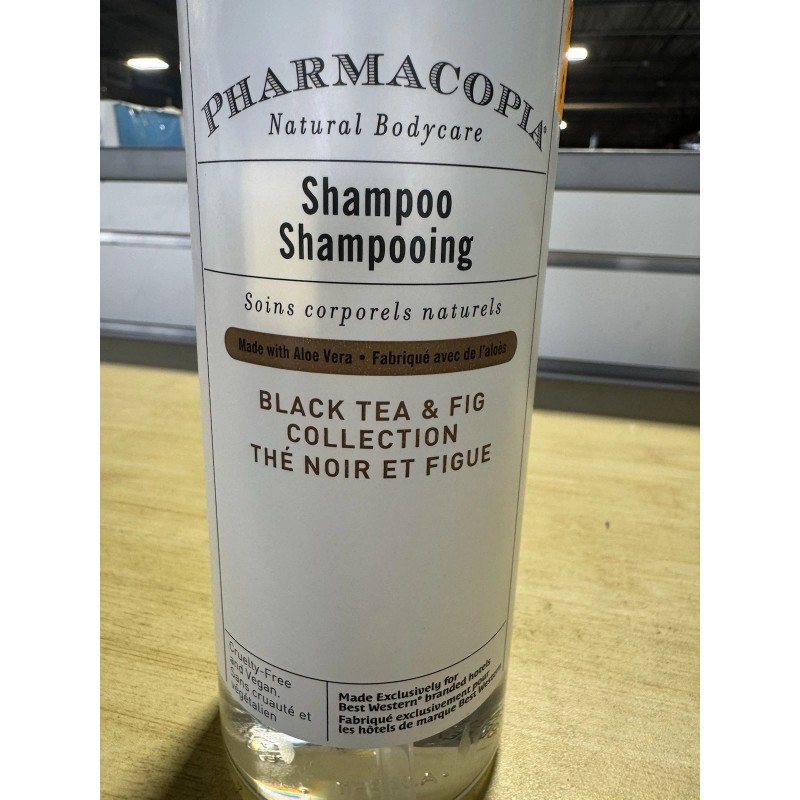 PHARMACOPIA
Natural Bodycare
Shampoo
Shampooing
Soins corporels naturels
Made with Aloe Vera • Fabriqué avec de l'aloès
BLACK TEA & FIG
COLLECTION
THÉ NOIR ET FIGUE
Cruelty-Free
and Vegan.
Sans cruauté et
végétalien
Made Exclusively for
Best Western® branded hotels
Fabriqué exclusivement pour
les hôtels de marque Best Western